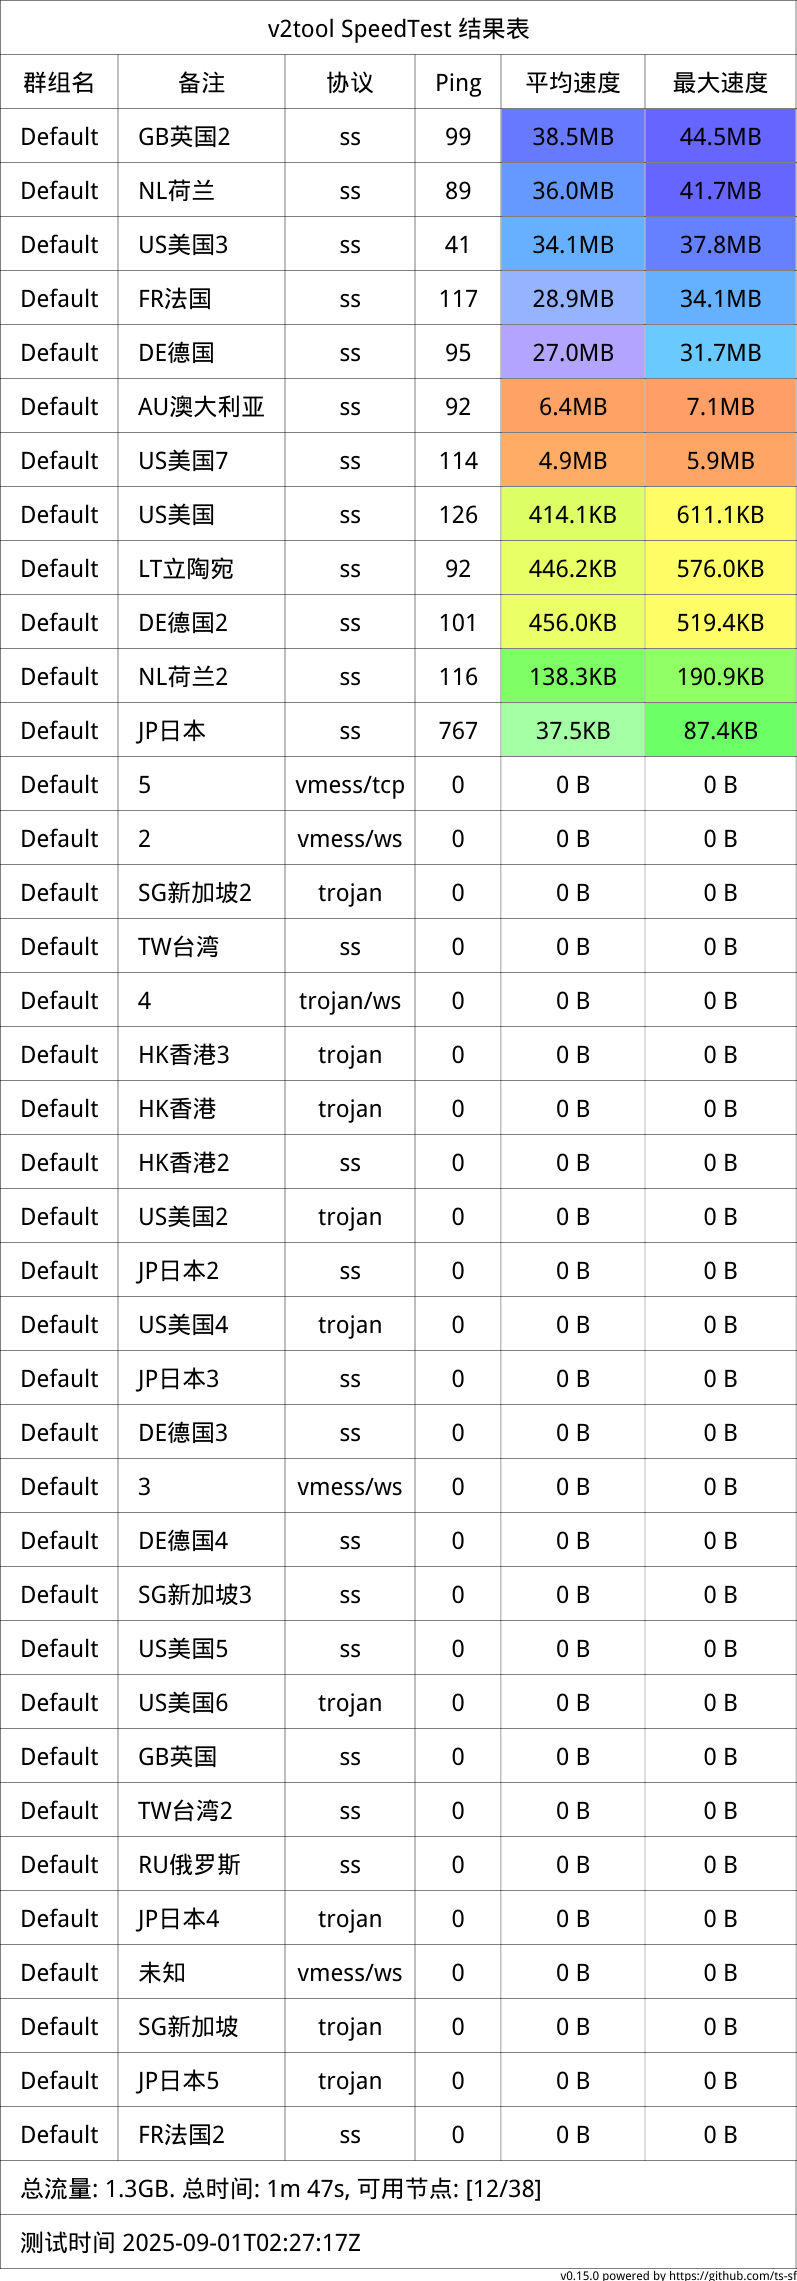 v2tool SpeedTest 结果表
群组名 备注 协议 Ping 平均速度 最大速度
Default GB英国2 ss 99 38.5MB 44.5MB
Default NL荷兰 ss 89 36.0MB 41.7MB
Default US美国3 ss 41 34.1MB 37.8MB
Default FR法国 ss 117 28.9MB 34.1MB
Default DE德国 ss 95 27.0MB 31.7MB
Default AU澳大利亚 ss 92 6.4MB 7.1MB
Default US美国7 ss 114 4.9MB 5.9MB
Default US美国 ss 126 414.1KB 611.1KB
Default LT立陶宛 ss 92 446.2KB 576.0KB
Default DE德国2 ss 101 456.0KB 519.4KB
Default NL荷兰2 ss 116 138.3KB 190.9KB
Default JP日本 ss 767 37.5KB 87.4KB
Default 5 vmess/tcp 0 0 B 0 B
Default 2 vmess/ws 0 0 B 0 B
Default SG新加坡2 trojan 0 0 B 0 B
Default TW台湾 ss 0 0 B 0 B
Default 4 trojan/ws 0 0 B 0 B
Default HK香港3 trojan 0 0 B 0 B
Default HK香港 trojan 0 0 B 0 B
Default HK香港2 ss 0 0 B 0 B
Default US美国2 trojan 0 0 B 0 B
Default JP日本2 ss 0 0 B 0 B
Default US美国4 trojan 0 0 B 0 B
Default JP日本3 ss 0 0 B 0 B
Default DE德国3 ss 0 0 B 0 B
Default 3 vmess/ws 0 0 B 0 B
Default DE德国4 ss 0 0 B 0 B
Default SG新加坡3 ss 0 0 B 0 B
Default US美国5 ss 0 0 B 0 B
Default US美国6 trojan 0 0 B 0 B
Default GB英国 ss 0 0 B 0 B
Default TW台湾2 ss 0 0 B 0 B
Default RU俄罗斯 ss 0 0 B 0 B
Default JP日本4 trojan 0 0 B 0 B
Default 未知 vmess/ws 0 0 B 0 B
Default SG新加坡 trojan 0 0 B 0 B
Default JP日本5 trojan 0 0 B 0 B
Default FR法国2 ss 0 0 B 0 B
总流量: 1.3GB. 总时间: 1m 47s, 可用节点: [12/38]
测试时间 2025-09-01T02:27:17Z
v0.15.0 powered by https://github.com/ts-sf